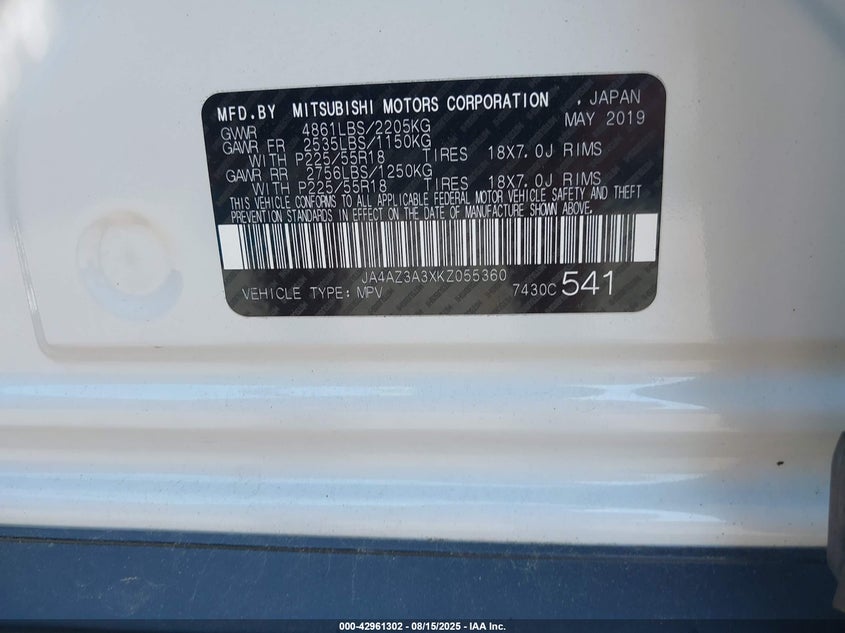 MFD.BY MITSUBISHI MOTORS CORPORATION , JAPAN
GVWR 4861LBS/2205KG MAY 2019
GAWR FR 2535LBS/1150KG
WITH P225/55R18 TIRES 18X7.0J RIMS
GAWR RR 2756LBS/1250KG
WITH P225/55R18 TIRES 18X7.0J RIMS
THIS VEHICLE CONFORMS TO ALL APPLICABLE FEDERAL MOTOR VEHICLE SAFETY AND THEFT
PREVENTION STANDARDS IN EFFECT ON THE DATE OF MANUFACTURE SHOWN ABOVE.
JA4AZ3A3XKZ055360
VEHICLE TYPE: MPV 7430C 541
000-42961302 - 08/15/2025 - IAA Inc.